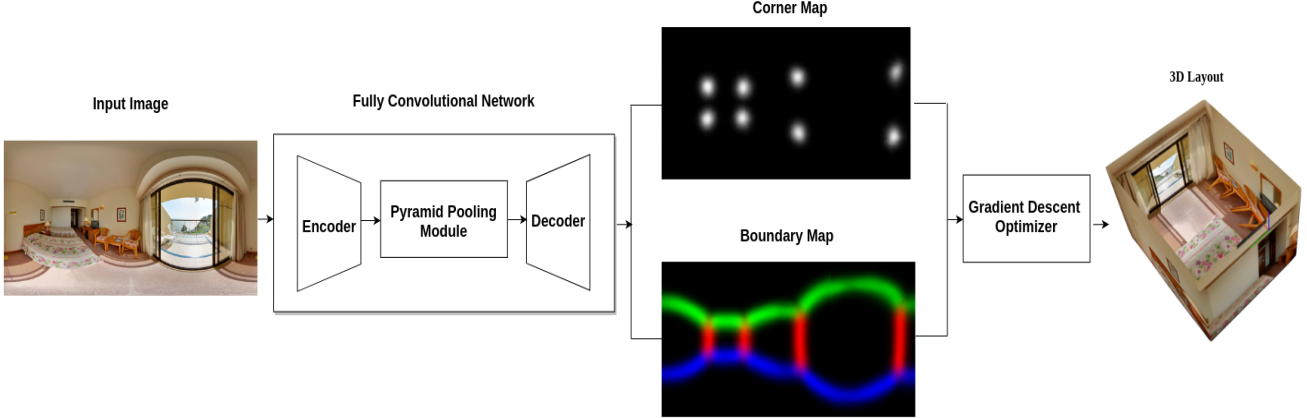 Corner Map
3D Layout
Input Image
Fully Convolutional Network
Encoder
Pyramid Pooling
Module
Decoder
Gradient Descent
Optimizer
Boundary Map